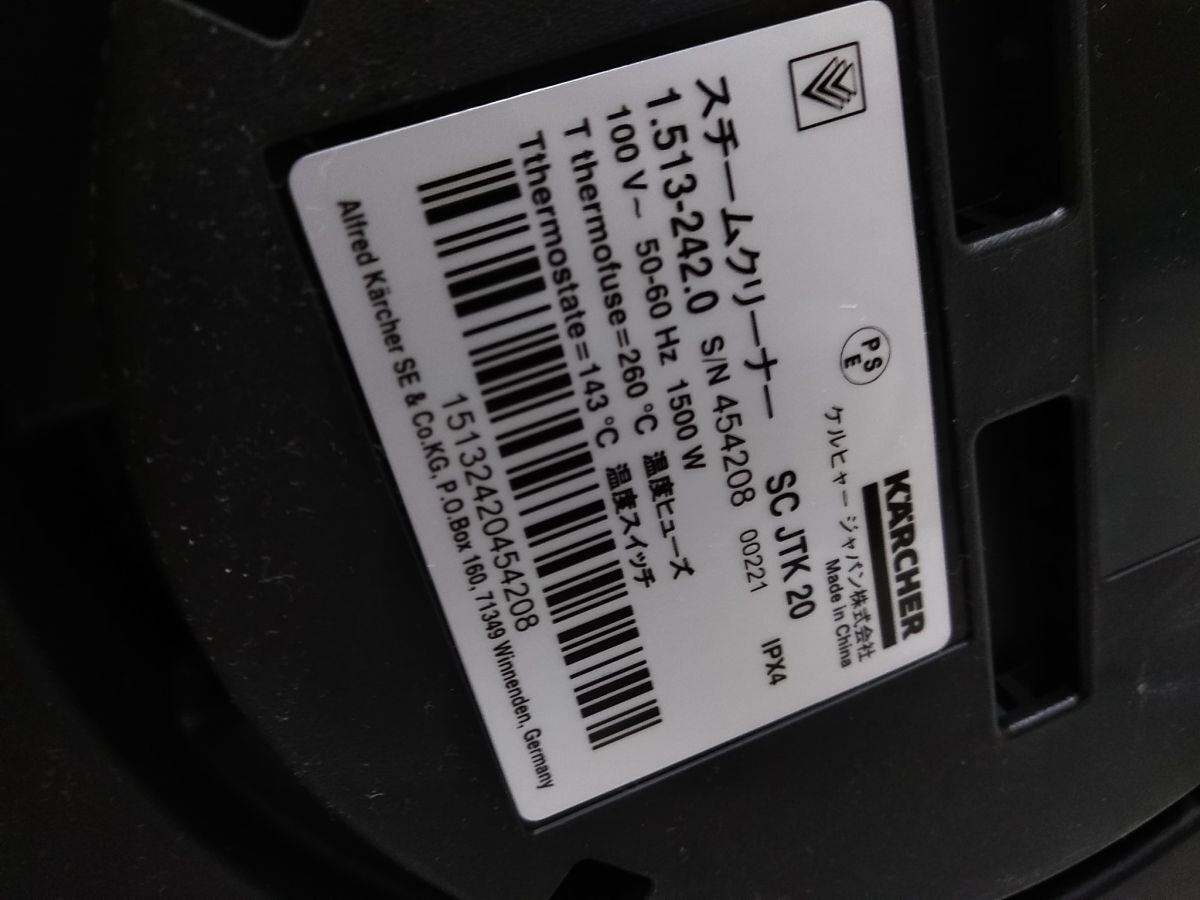 KÄRCHER
ケルヒャー ジャパン株式会社
PSE
Made in China
スチームクリーナー SC JTK 20 IPX4
1.513-242.0 S/N 454208 00221
100 V~ 50-60 Hz 1500 W
T thermofuse=260 °C 温度ヒューズ
Tthermostate=143 °C 温度スイッチ
15132420454208
Alfred Kärcher SE & Co.KG, P.O.Box 160, 71349 Winnenden, Germany